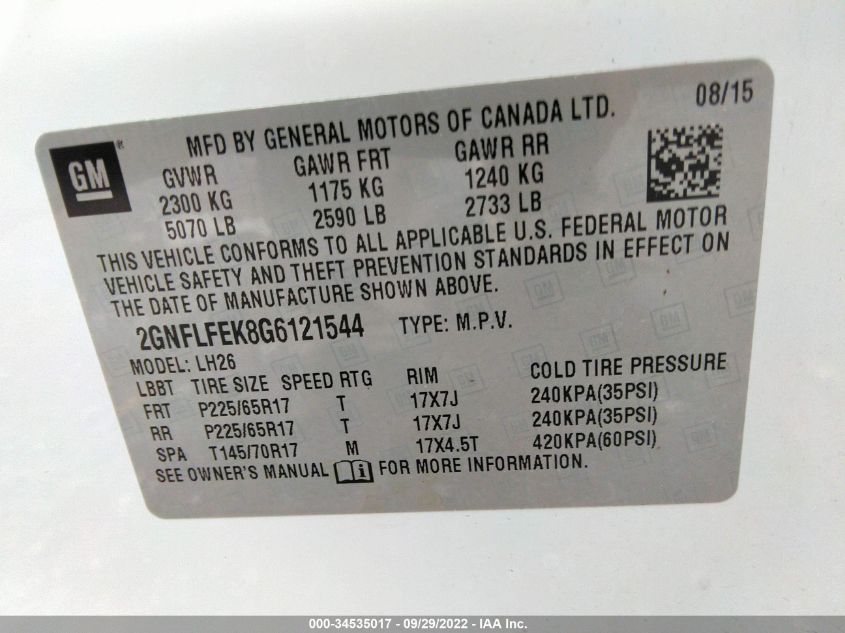 08/15
MFD BY GENERAL MOTORS OF CANADA LTD.
GM
GVWR GAWR FRT GAWR RR
2300 KG 1175 KG 1240 KG
5070 LB 2590 LB 2733 LB
THIS VEHICLE CONFORMS TO ALL APPLICABLE U.S. FEDERAL MOTOR
VEHICLE SAFETY AND THEFT PREVENTION STANDARDS IN EFFECT ON
THE DATE OF MANUFACTURE SHOWN ABOVE.
2GNFLFEK8G6121544 TYPE: M.P.V.
MODEL: LH26
LBBT TIRE SIZE SPEED RTG RIM COLD TIRE PRESSURE
FRT P225/65R17 T 17X7J 240KPA(35PSI)
RR P225/65R17 T 17X7J 240KPA(35PSI)
SPA T145/70R17 M 17X4.5T 420KPA(60PSI)
SEE OWNER'S MANUAL FOR MORE INFORMATION.
000-34535017 - 09/29/2022 - IAA Inc.